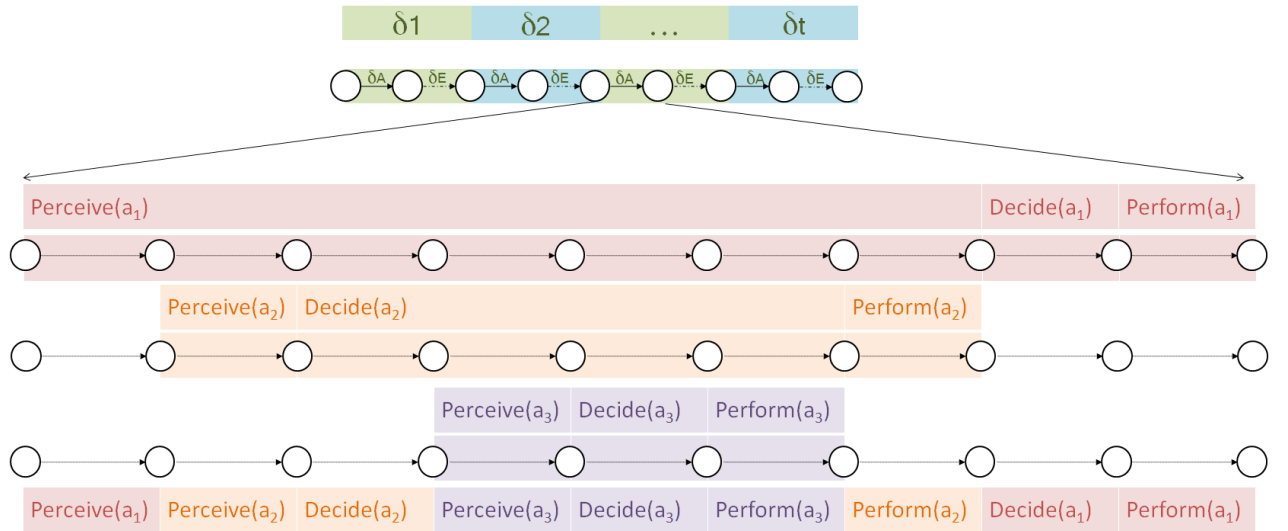 δ1 δ2 ... δt
δA δE δA δE δA δE δA δE
Perceive(a₁) Decide(a₁) Perform(a₁)
Perceive(a₂) Decide(a₂) Perform(a₂)
Perceive(a₃) Decide(a₃) Perform(a₃)
Perceive(a₁) Perceive(a₂) Decide(a₂) Perceive(a₃) Decide(a₃) Perform(a₃) Perform(a₂) Decide(a₁) Perform(a₁)